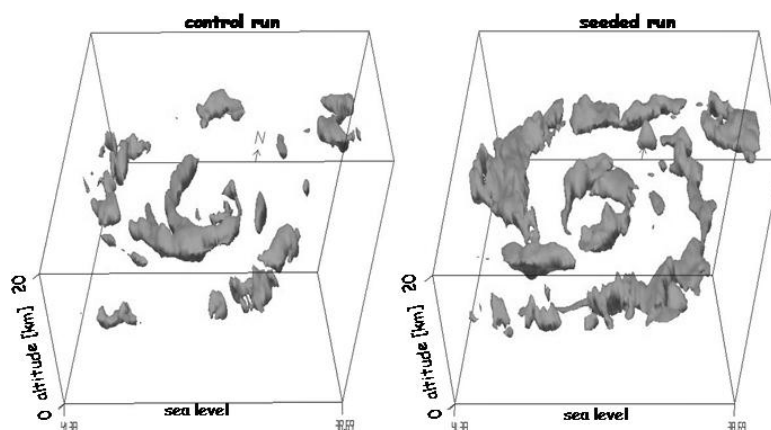 control run
seeded run
N
20
altitude [km]
0
sea level
20
altitude [km]
0
sea level